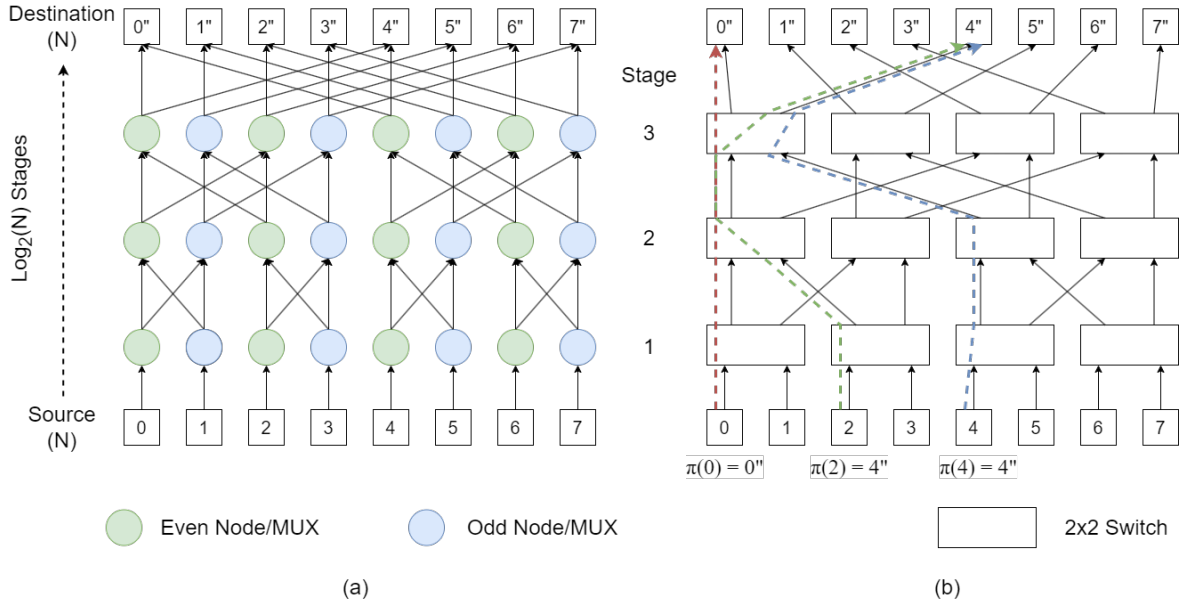 Destination
(N)
0" 1" 2" 3" 4" 5" 6" 7"
Log2(N) Stages
Source
(N)
0 1 2 3 4 5 6 7
Even Node/MUX
Odd Node/MUX
(a)
0" 1" 2" 3" 4" 5" 6" 7"
Stage
3
2
1
0 1 2 3 4 5 6 7
π(0) = 0" π(2) = 4" π(4) = 4"
2x2 Switch
(b)